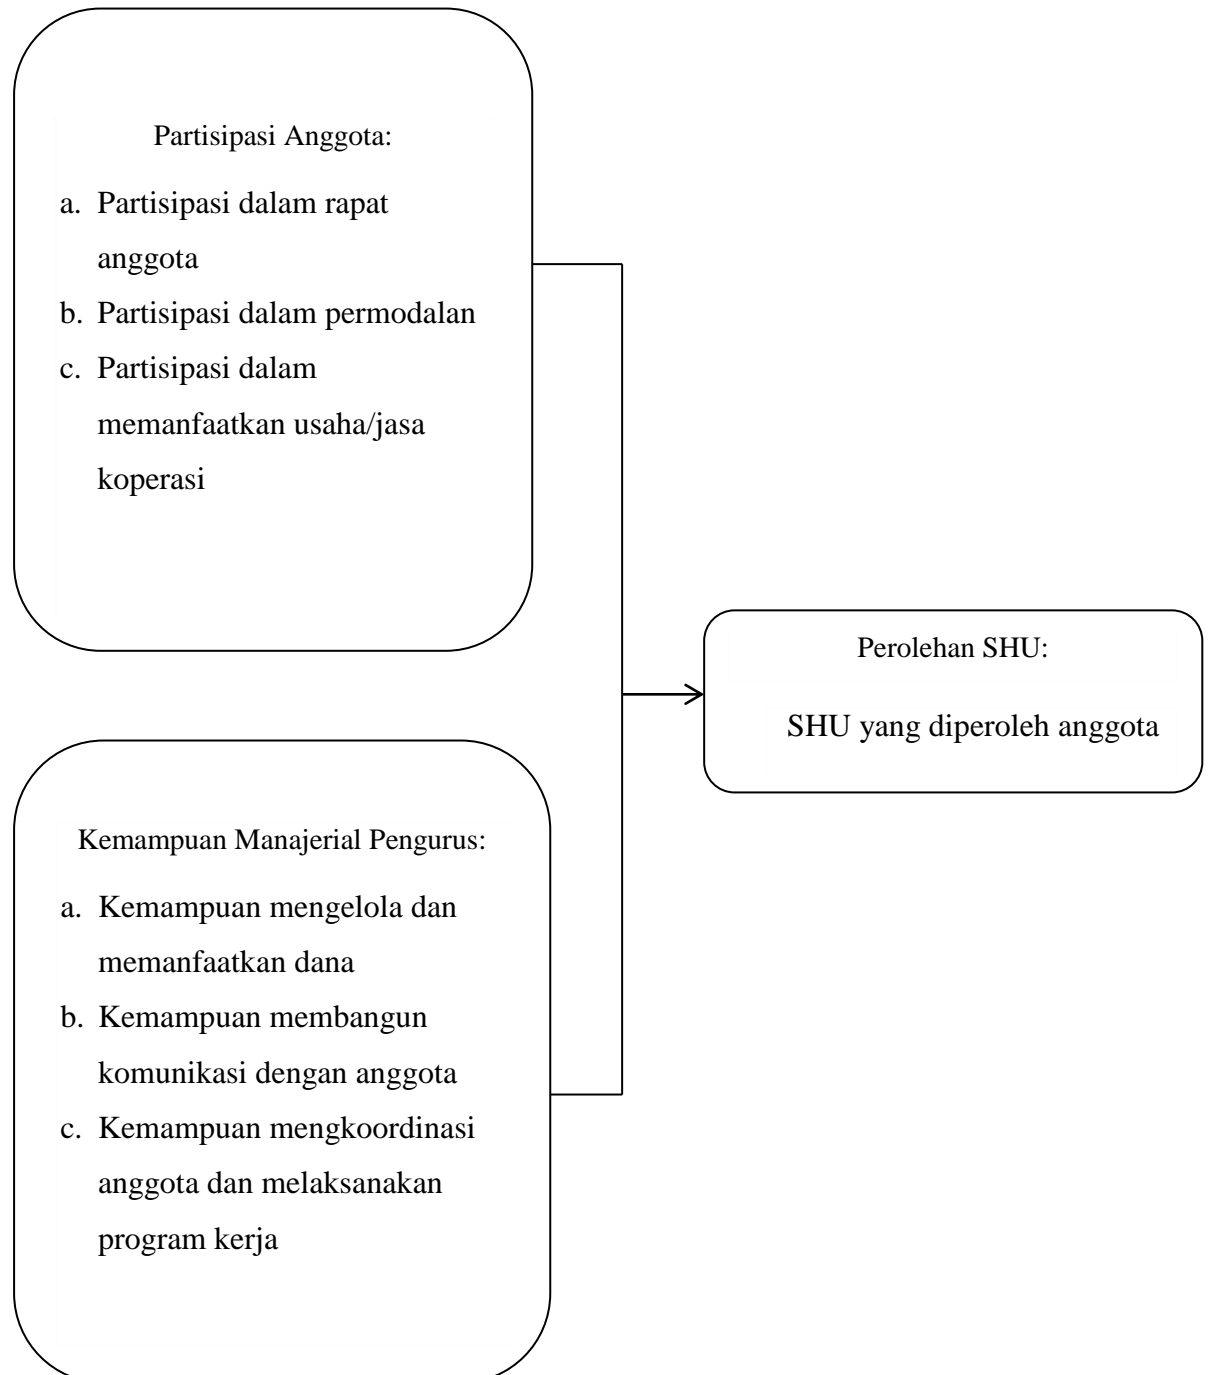 Partisipasi Anggota:
a. Partisipasi dalam rapat
anggota
b. Partisipasi dalam permodalan
c. Partisipasi dalam
memanfaatkan usaha/jasa
koperasi
Perolehan SHU:
SHU yang diperoleh anggota
Kemampuan Manajerial Pengurus:
a. Kemampuan mengelola dan
memanfaatkan dana
b. Kemampuan membangun
komunikasi dengan anggota
c. Kemampuan mengkoordinasi
anggota dan melaksanakan
program kerja